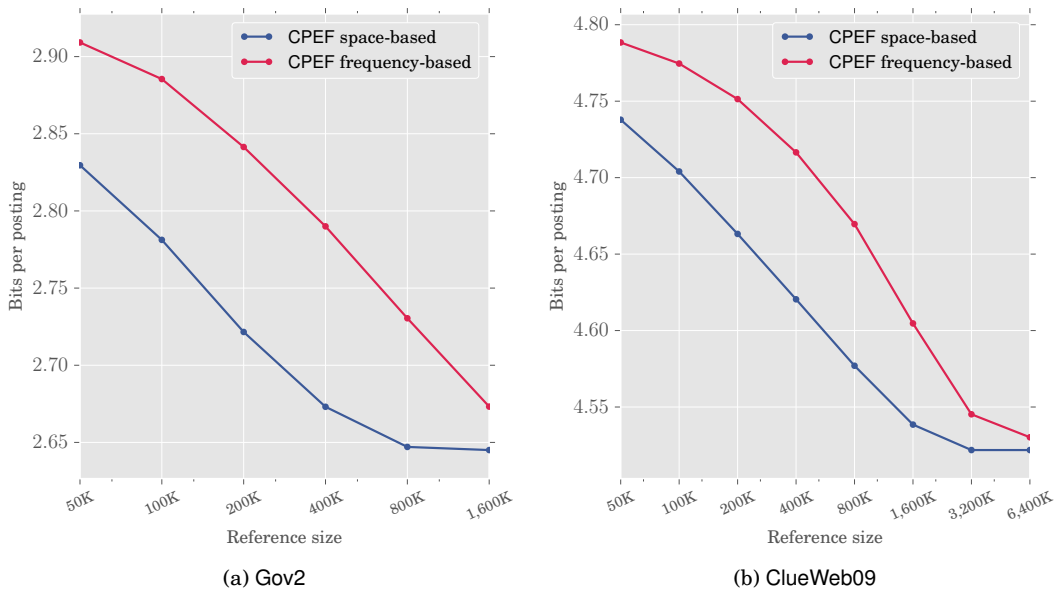 CPEF space-based
CPEF frequency-based
2.90
2.85
2.80
2.75
2.70
2.65
Bits per posting
50K
100K
200K
400K
800K
1,600K
Reference size
(a) Gov2
CPEF space-based
CPEF frequency-based
4.80
4.75
4.70
4.65
4.60
4.55
Bits per posting
50K
100K
200K
400K
800K
1,600K
3,200K
6,400K
Reference size
(b) ClueWeb09